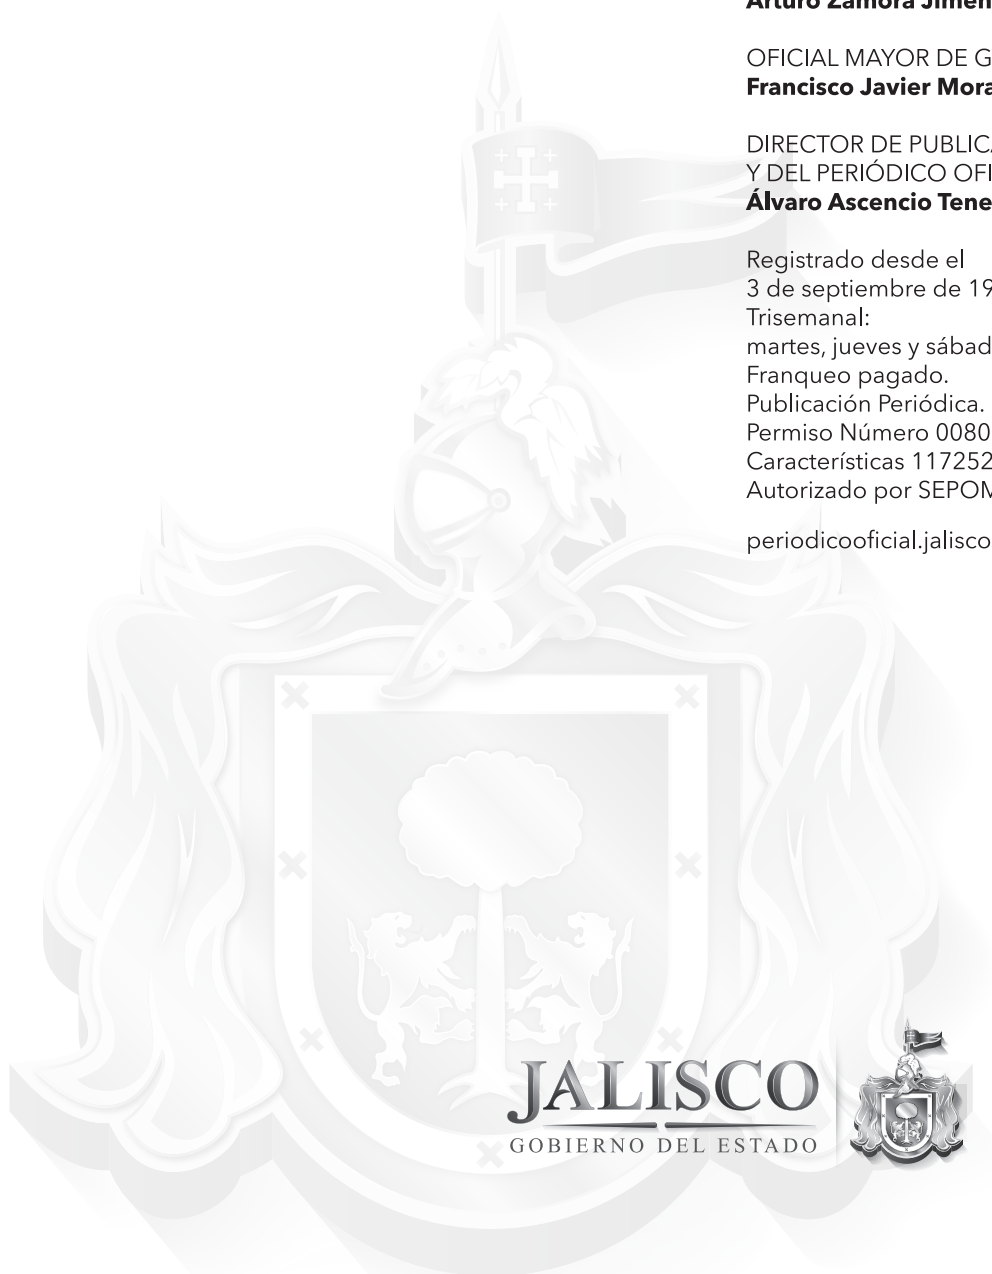 Arturo Zamora
OFICIAL MAYOR DE G
Francisco Javier Mora
DIRECTOR DE PUBLICA
Y DEL PERIÓDICO OFI
Álvaro Ascencio Tene
Registrado desde el
3 de septiembre de 19
Trisemanal:
martes, jueves y sábad
Franqueo pagado.
Publicación Periódica.
Permiso Número 0080
Características 117252
Autorizado por SEPOM
periodicooficial.jalisco
JALISCO
GOBIERNO DEL ESTADO